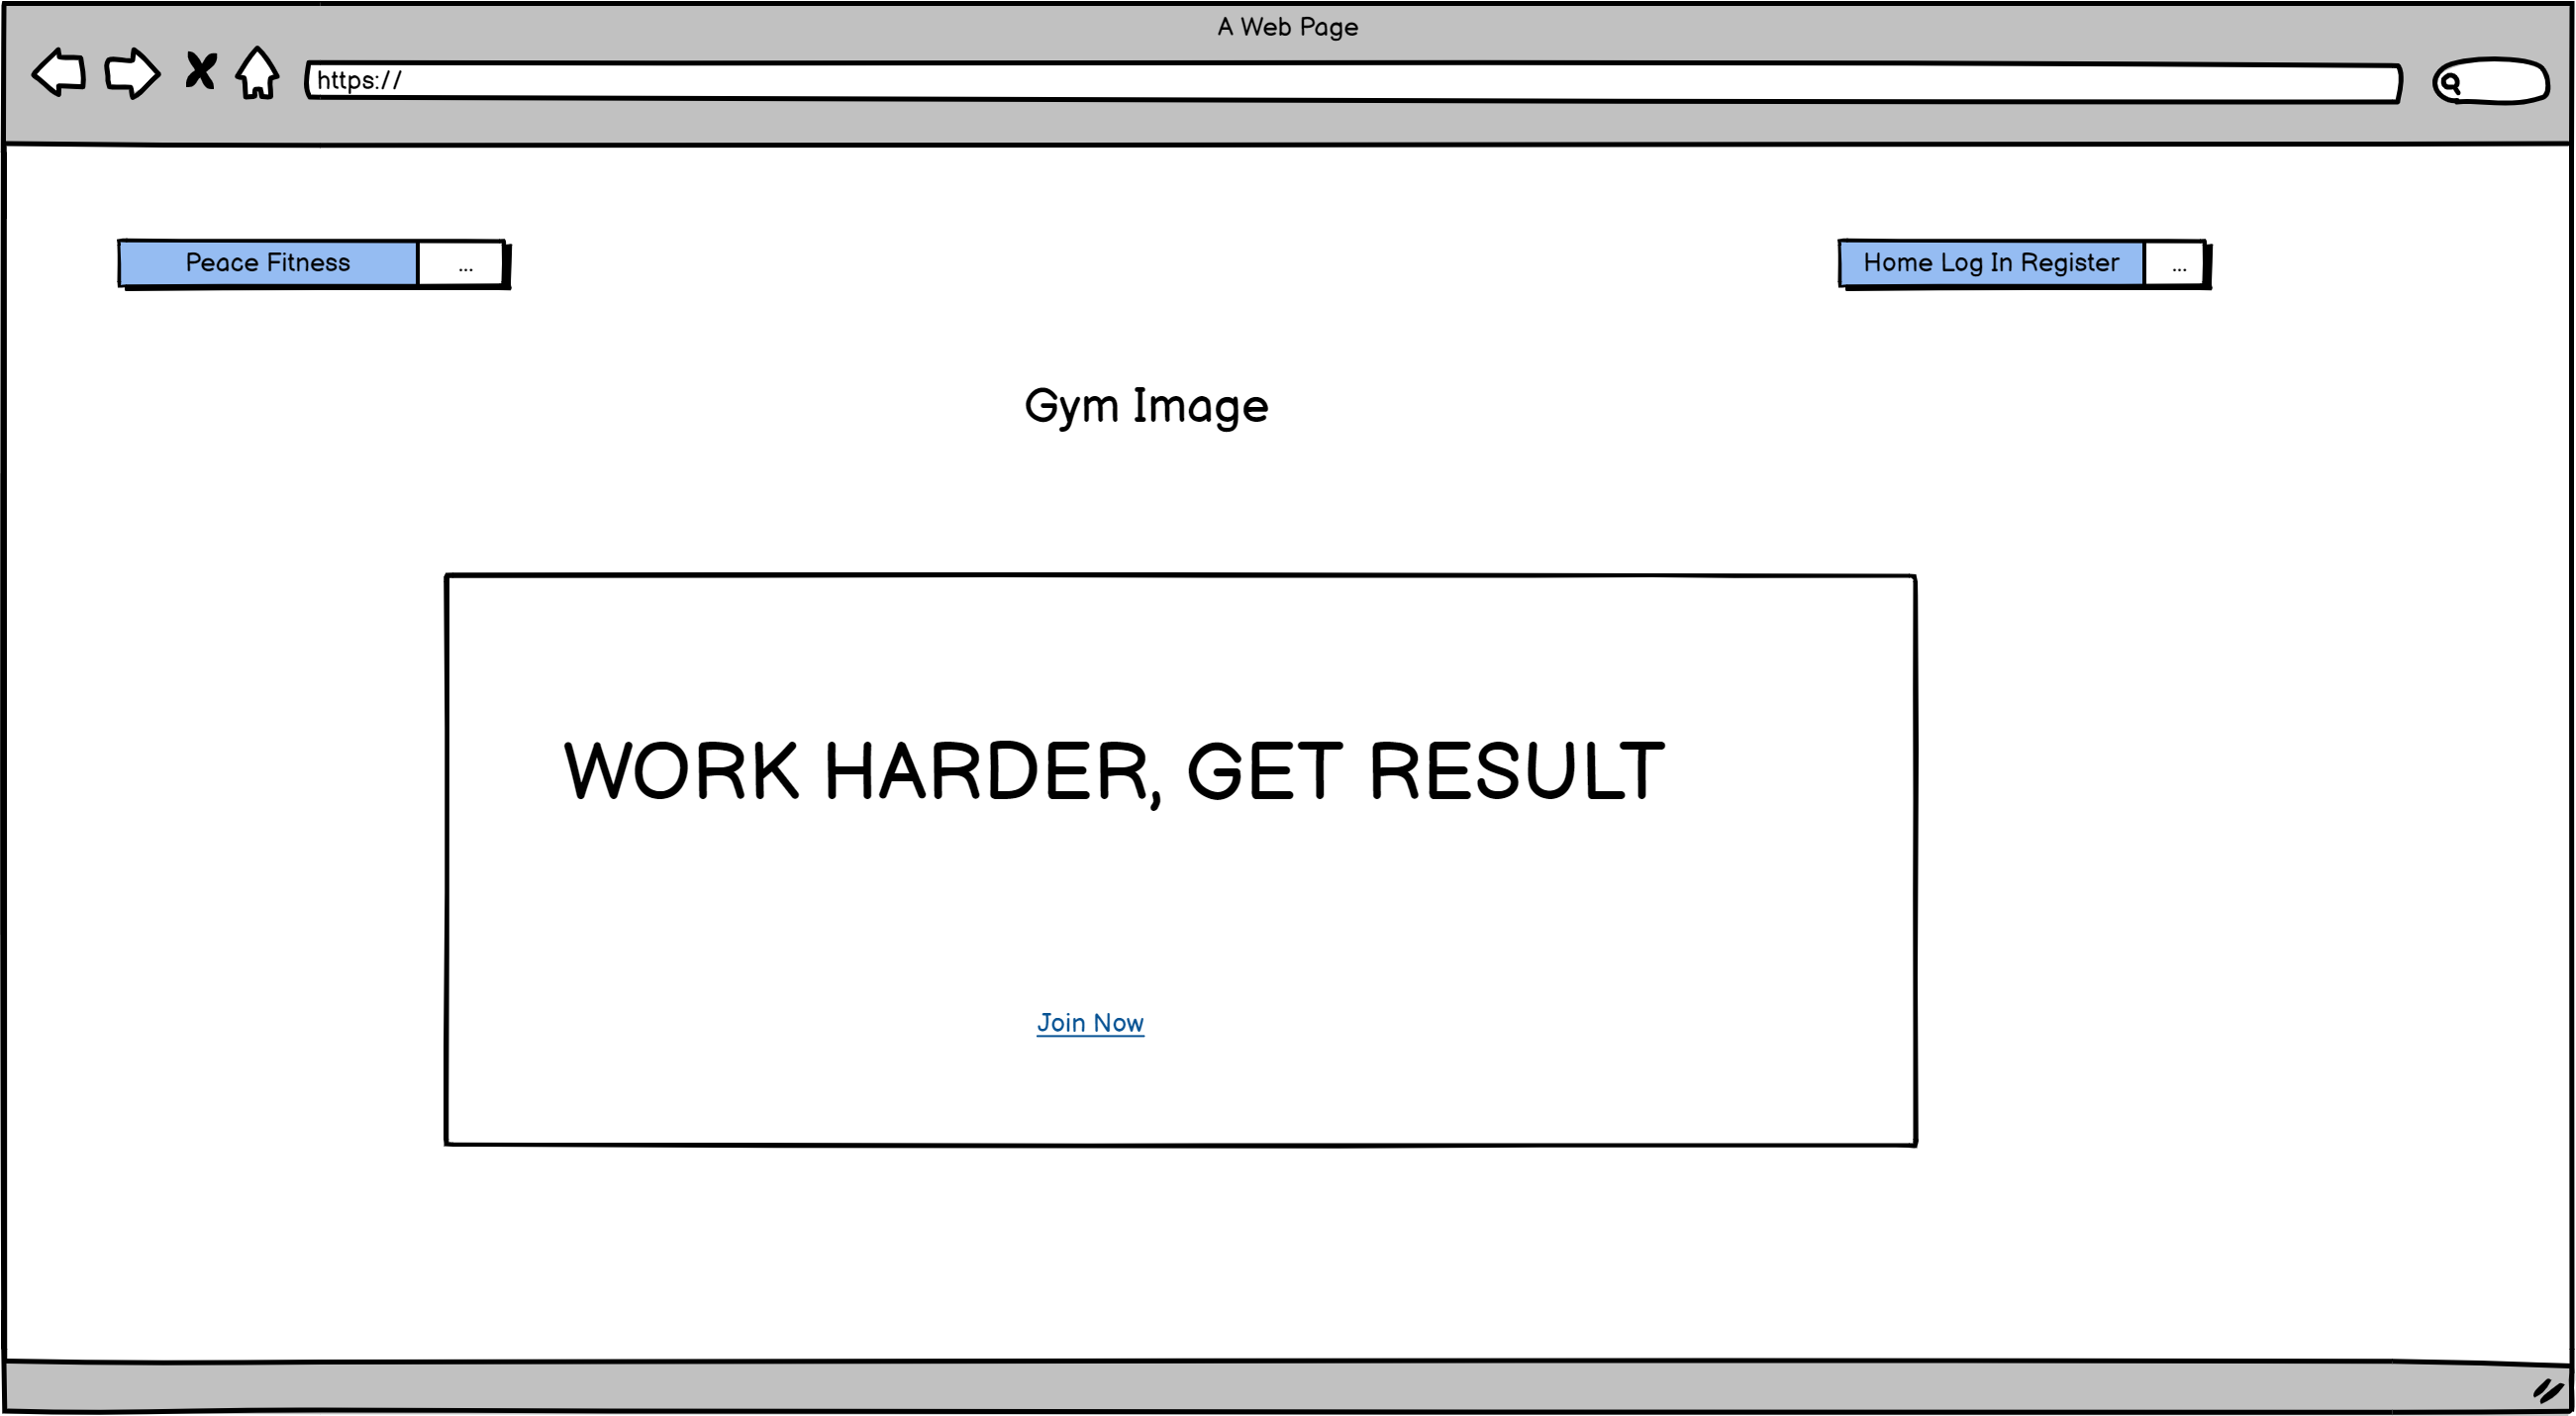 A Web Page
https://
Peace Fitness ...
Home Log In Register ...
Gym Image
WORK HARDER, GET RESULT
Join Now